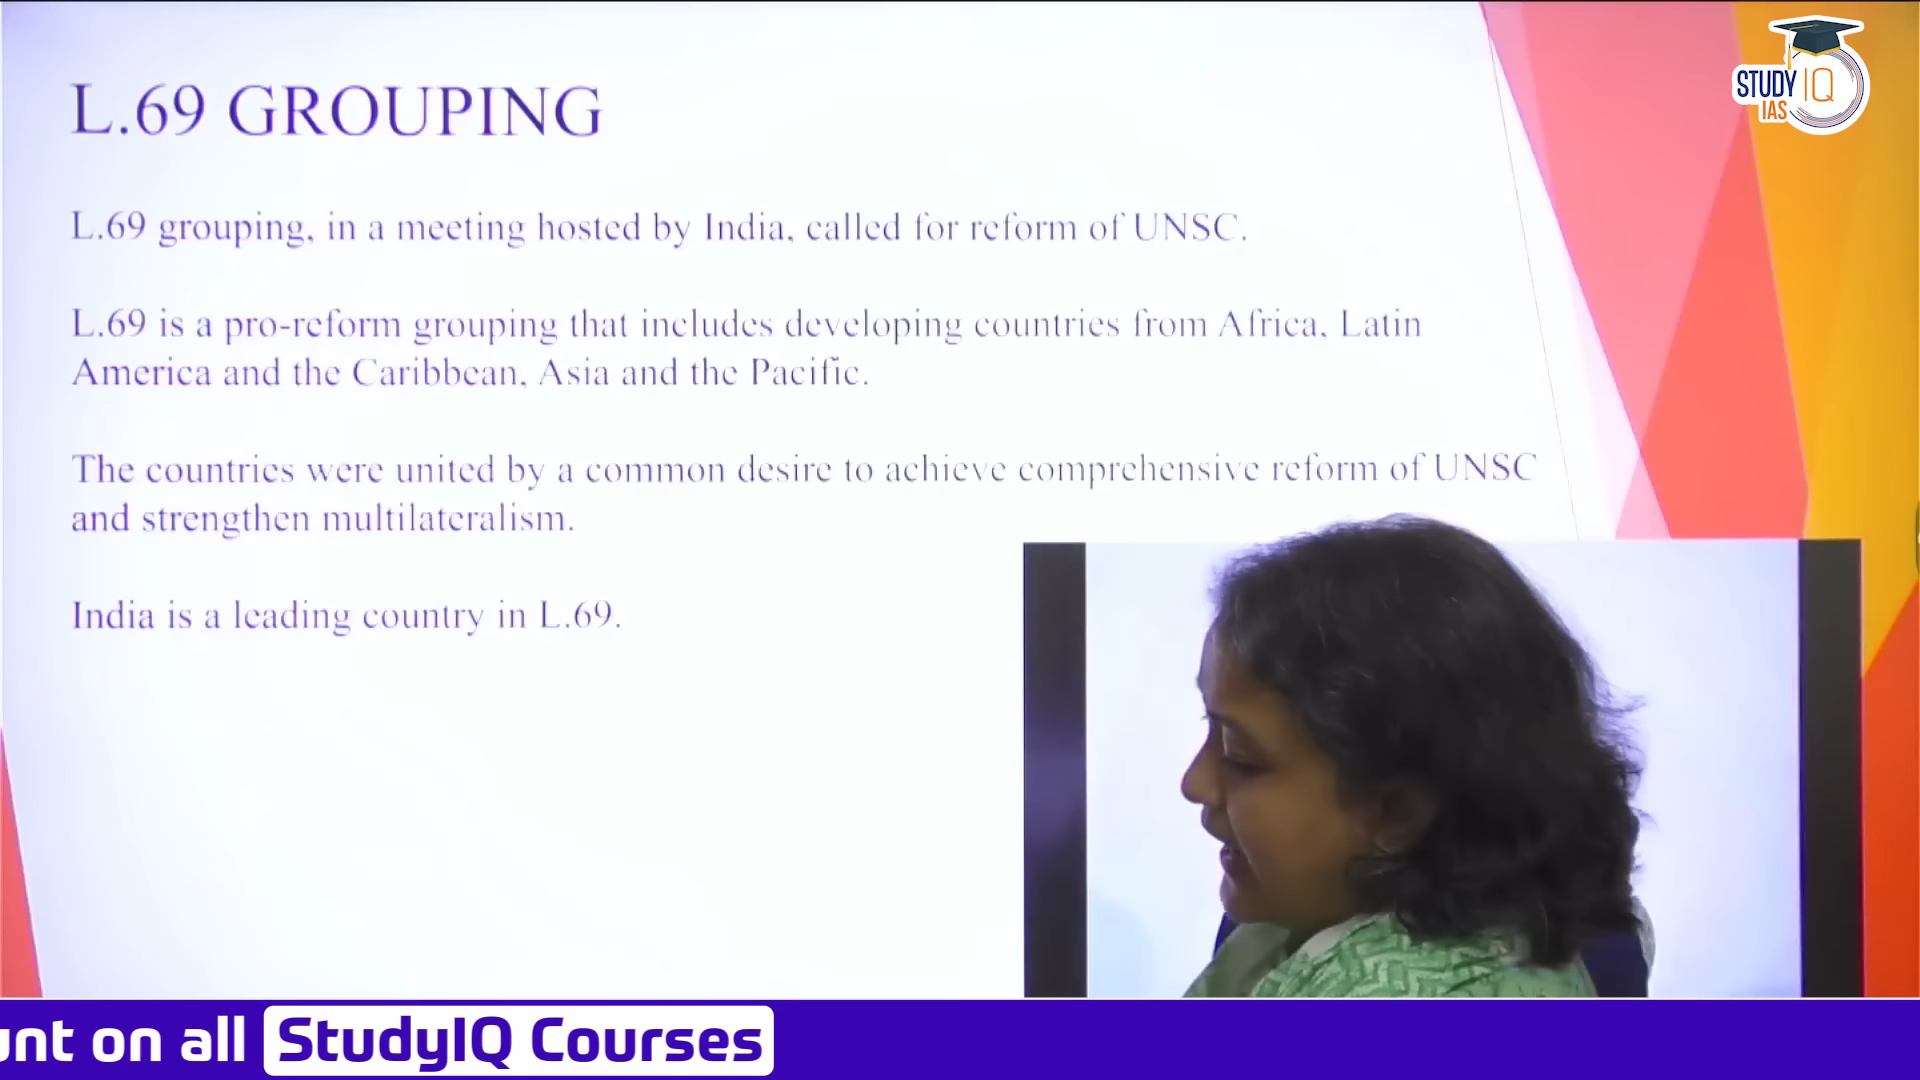 L.69 GROUPING
STUDY IQ
IAS
L.69 grouping, in a meeting hosted by India, called for reform of UNSC.
L.69 is a pro-reform grouping that includes developing countries from Africa, Latin
America and the Caribbean, Asia and the Pacific.
The countries were united by a common desire to achieve comprehensive reform of UNSC
and strengthen multilateralism.
India is a leading country in L.69.
unt on all StudyIQ Courses